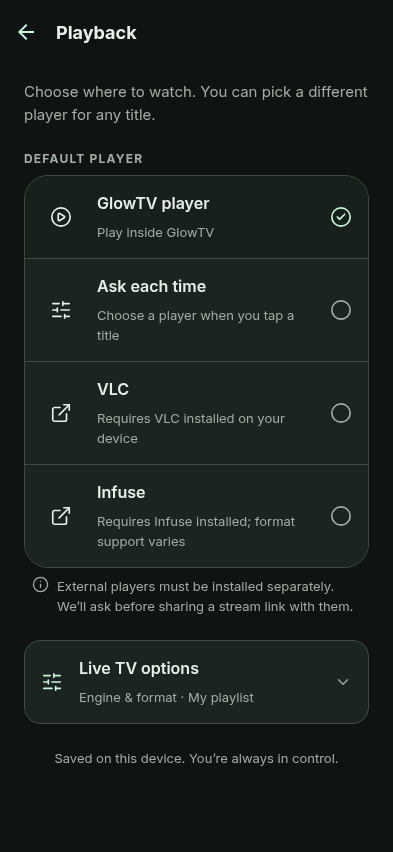 Playback
Choose where to watch. You can pick a different
player for any title.
DEFAULT PLAYER
GlowTV player
Play inside GlowTV
Ask each time
Choose a player when you tap a
title
VLC
Requires VLC installed on your
device
Infuse
Requires Infuse installed; format
support varies
External players must be installed separately.
We’ll ask before sharing a stream link with them.
Live TV options
Engine & format · My playlist
Saved on this device. You’re always in control.